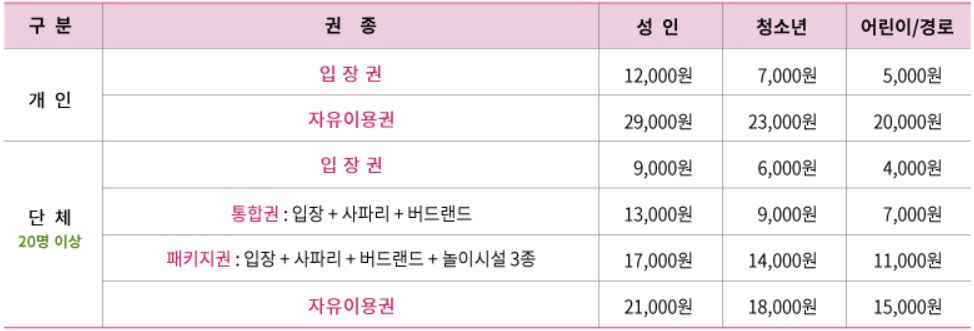 구 분 권 종 성 인 청소년 어린이/경로
개 인 입 장 권 12,000원 7,000원 5,000원
자유이용권 29,000원 23,000원 20,000원
단 체 20명 이상 입 장 권 9,000원 6,000원 4,000원
통합권 : 입장 + 사파리 + 버드랜드 13,000원 9,000원 7,000원
패키지권 : 입장 + 사파리 + 버드랜드 + 놀이시설 3종 17,000원 14,000원 11,000원
자유이용권 21,000원 18,000원 15,000원